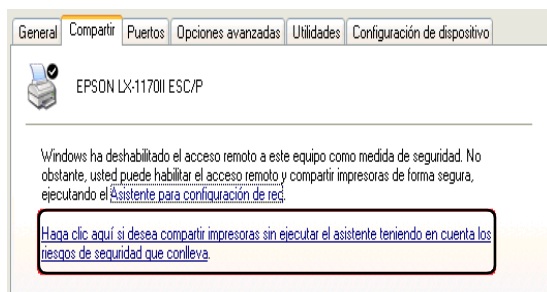 General Compartir Puertos Opciones avanzadas Utilidades Configuración de dispositivo
EPSON LX-1170II ESC/P
Windows ha deshabilitado el acceso remoto a este equipo como medida de seguridad. No
obstante, usted puede habilitar el acceso remoto y compartir impresoras de forma segura,
ejecutando el Asistente para configuración de red.
Haga clic aquí si desea compartir impresoras sin ejecutar el asistente teniendo en cuenta los
riesgos de seguridad que conlleva.